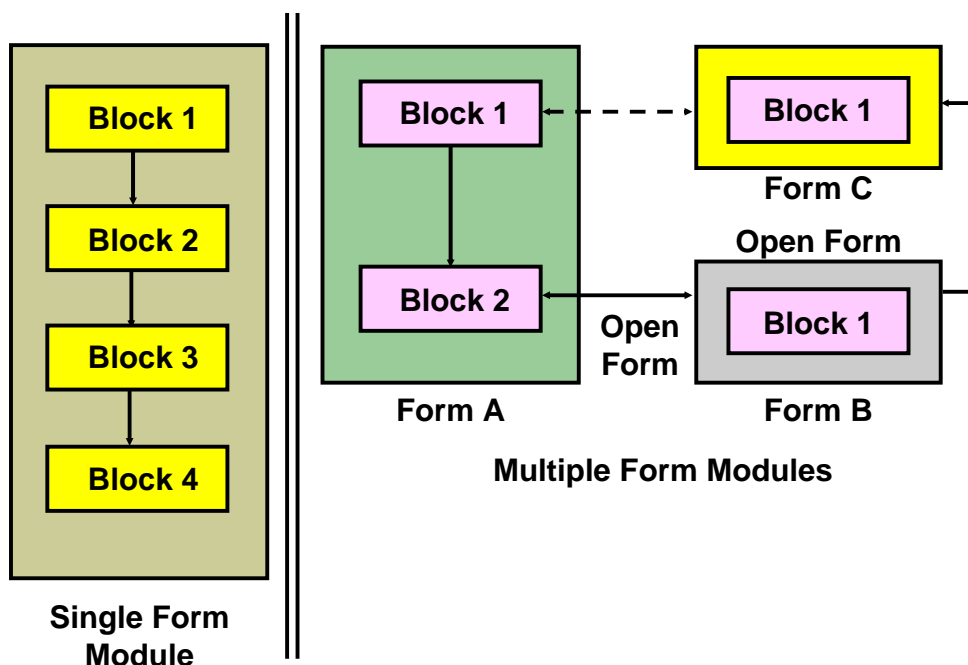 Block 1
Block 2
Block 3
Block 4
Single Form
Module
Block 1
Block 2
Form A
Open
Form
Block 1
Form C
Open Form
Block 1
Form B
Multiple Form Modules